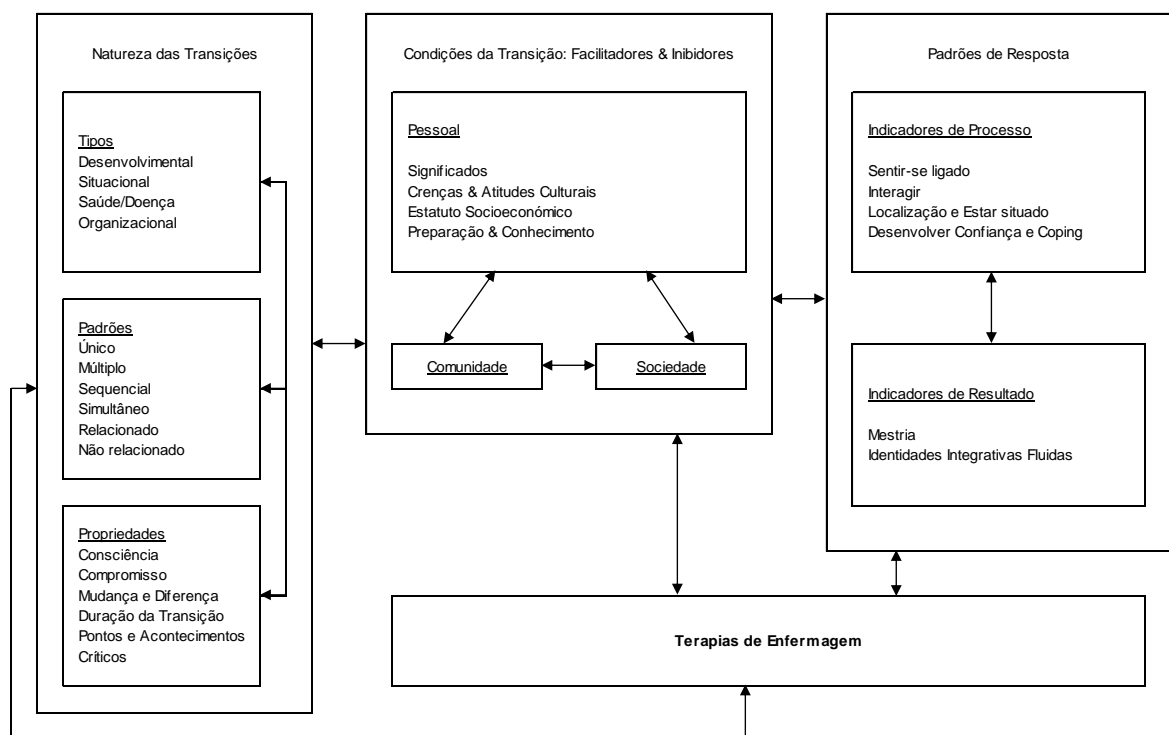 Natureza das Transições
Tipos
Desenvolvimental
Situacional
Saúde/Doença
Organizacional
Padrões
Único
Múltiplo
Sequencial
Simultâneo
Relacionado
Não relacionado
Propriedades
Consciência
Compromisso
Mudança e Diferença
Duração da Transição
Pontos e Acontecimentos
Críticos
Condições da Transição: Facilitadores & Inibidores
Pessoal
Significados
Crenças & Atitudes Culturais
Estatuto Socioeconómico
Preparação & Conhecimento
Comunidade
Sociedade
Padrões de Resposta
Indicadores de Processo
Sentir-se ligado
Interagir
Localização e Estar situado
Desenvolver Confiança e Coping
Indicadores de Resultado
Mestria
Identidades Integrativas Fluidas
Terapias de Enfermagem